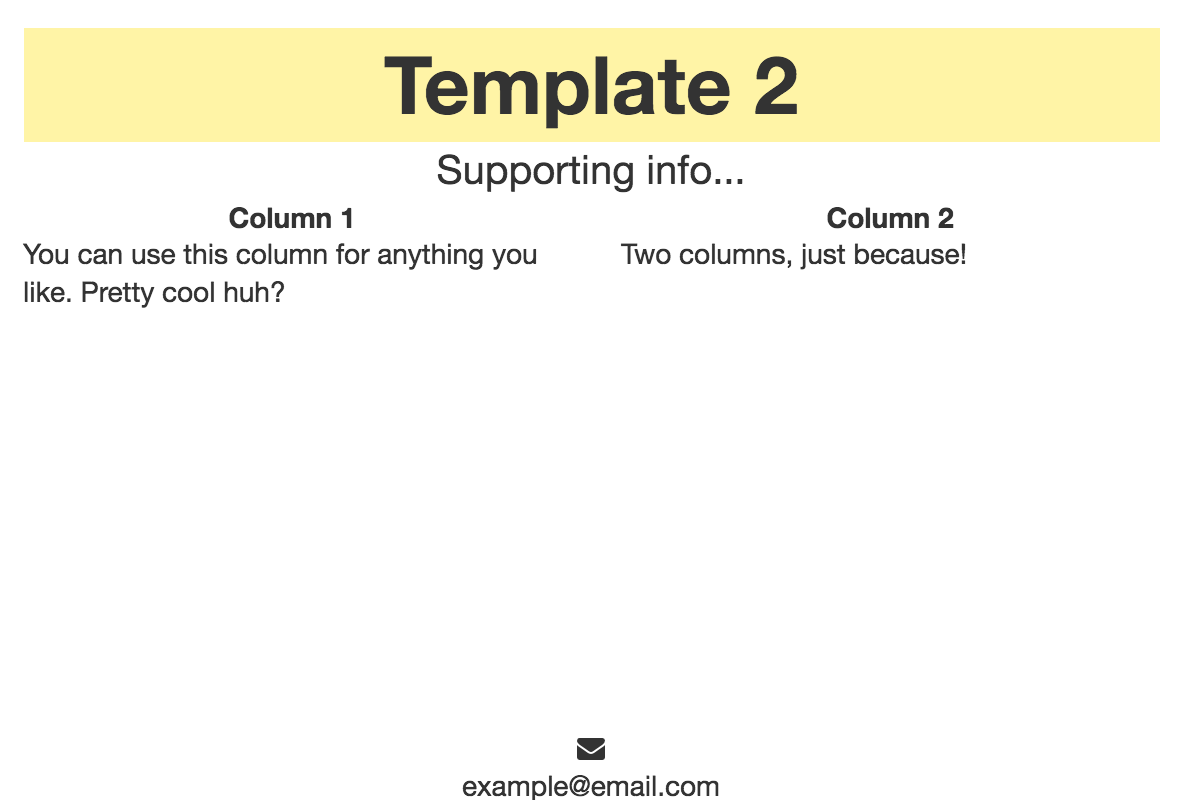 Template 2
Supporting info...
Column 1
You can use this column for anything you
like. Pretty cool huh?
Column 2
Two columns, just because!
example@email.com